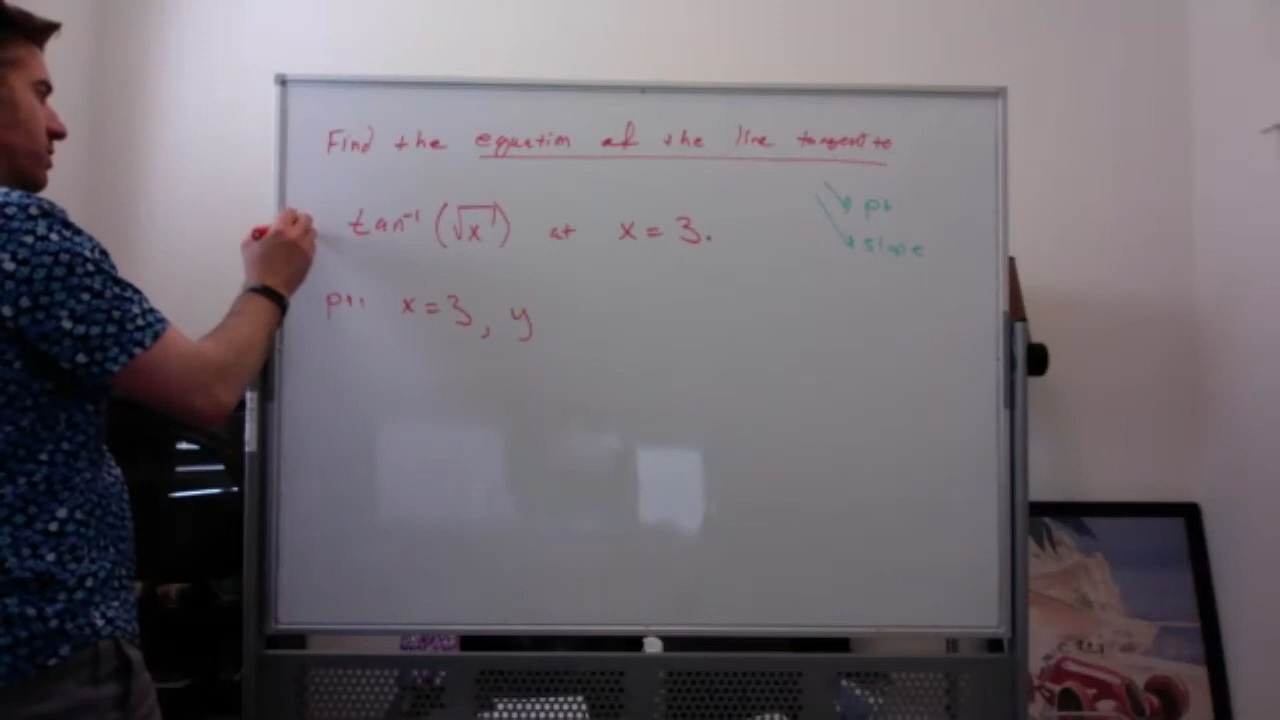 Find the equation of the line tangent to
tan⁻¹(√x) at x = 3.
→ pt
→ slope
pt: x = 3, y